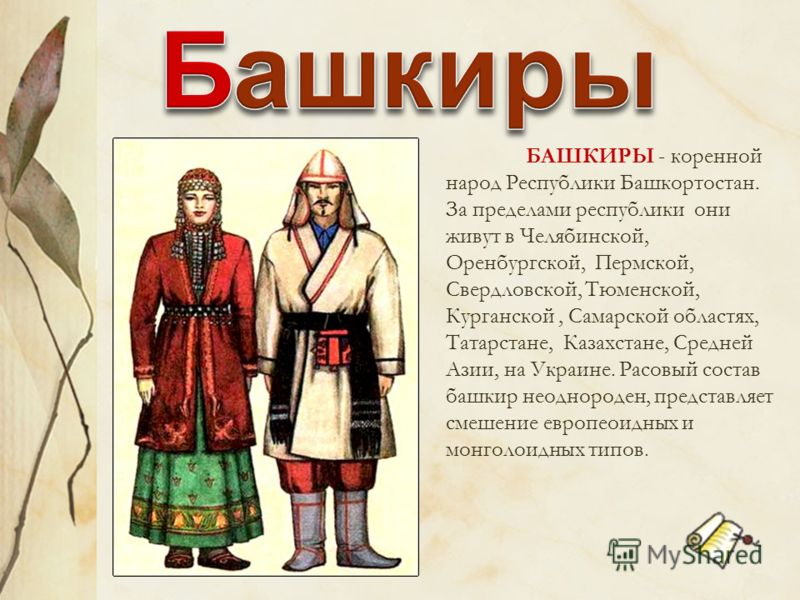 Башкиры
БАШКИРЫ - коренной
народ Республики Башкортостан.
За пределами республики они
живут в Челябинской,
Оренбургской, Пермской,
Свердловской, Тюменской,
Курганской , Самарской областях,
Татарстане, Казахстане, Средней
Азии, на Украине. Расовый состав
башкир неоднороден, представляет
смешение европеоидных и
монголоидных типов.
MyShared